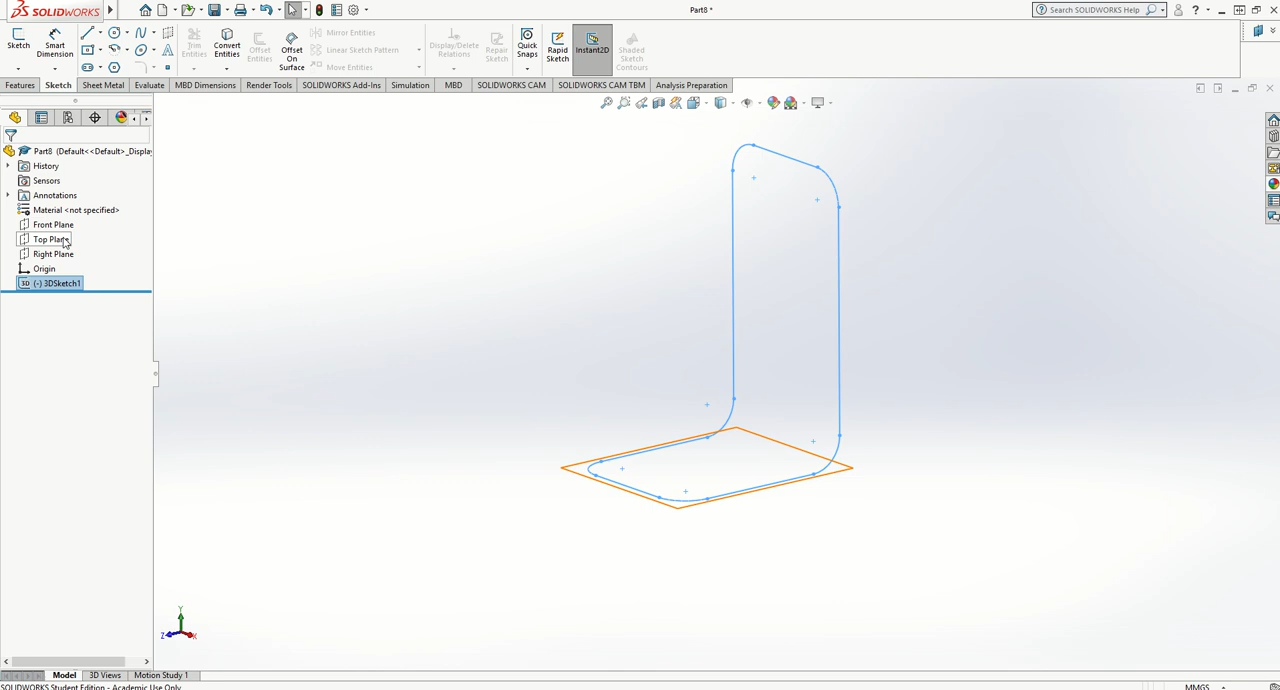 SOLIDWORKS
Part8 *
Search SOLIDWORKS Help
Sketch
Smart Dimension
Trim Entities
Convert Entities
Offset Entities
Offset On Surface
Mirror Entities
Linear Sketch Pattern
Move Entities
Display/Delete Relations
Repair Sketch
Quick Snaps
Rapid Sketch
Instant2D
Shaded Sketch Contours
Features Sketch Sheet Metal Evaluate MBD Dimensions Render Tools SOLIDWORKS Add-Ins Simulation MBD SOLIDWORKS CAM SOLIDWORKS CAM TBM Analysis Preparation
Part8 (Default<<Default>_Display
History
Sensors
Annotations
Material <not specified>
Front Plane
Top Plane
Right Plane
Origin
3D (-) 3DSketch1
Y
Z X
Model 3D Views Motion Study 1
SOLIDWORKS Student Edition - Academic Use Only.
MMGS